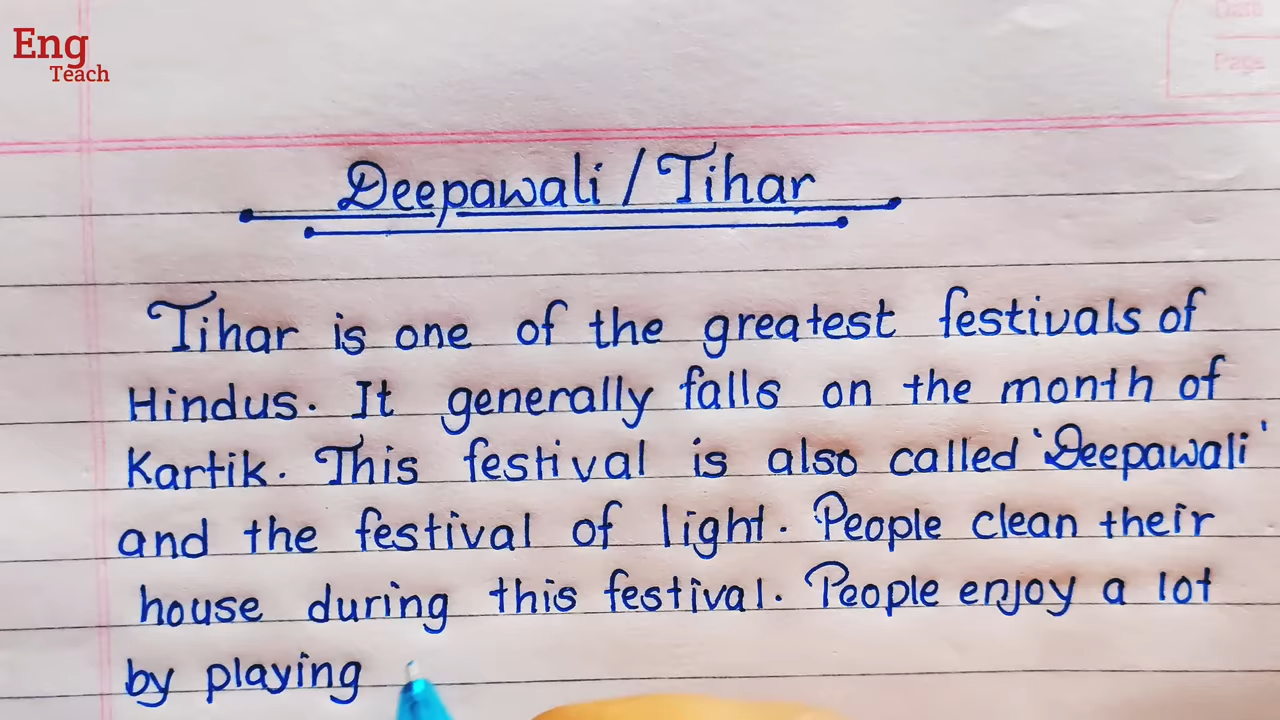 Eng
Teach
Date
Page
Deepawali / Tihar
Tihar is one of the greatest festivals of
Hindus. It generally falls on the month of
Kartik. This festival is also called 'Deepawali'
and the festival of light. People clean their
house during this festival. People enjoy a lot
by playing